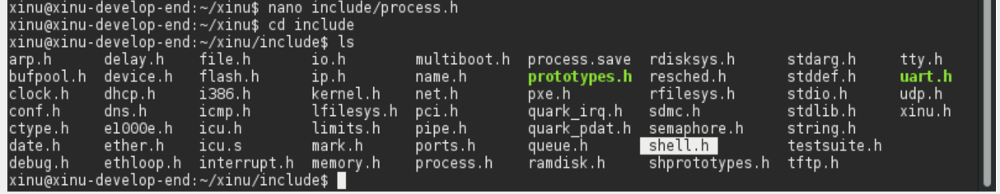 xinu@xinu-develop-end:~/xinu$ nano include/process.h
xinu@xinu-develop-end:~/xinu$ cd include
xinu@xinu-develop-end:~/xinu/include$ ls
arp.h delay.h file.h io.h multiboot.h process.save rdisksys.h stdarg.h tty.h
bufpool.h device.h flash.h ip.h name.h prototypes.h resched.h stddef.h uart.h
clock.h dhcp.h i386.h kernel.h net.h pxe.h rfilesys.h stdio.h udp.h
conf.h dns.h icmp.h lfilesys.h pci.h quark_irq.h sdmc.h stdlib.h xinu.h
ctype.h e1000e.h icu.h limits.h pipe.h quark_pdat.h semaphore.h string.h
date.h ether.h icu.s mark.h ports.h queue.h shell.h testsuite.h
debug.h ethloop.h interrupt.h memory.h process.h ramdisk.h shprototypes.h tftp.h
xinu@xinu-develop-end:~/xinu/include$